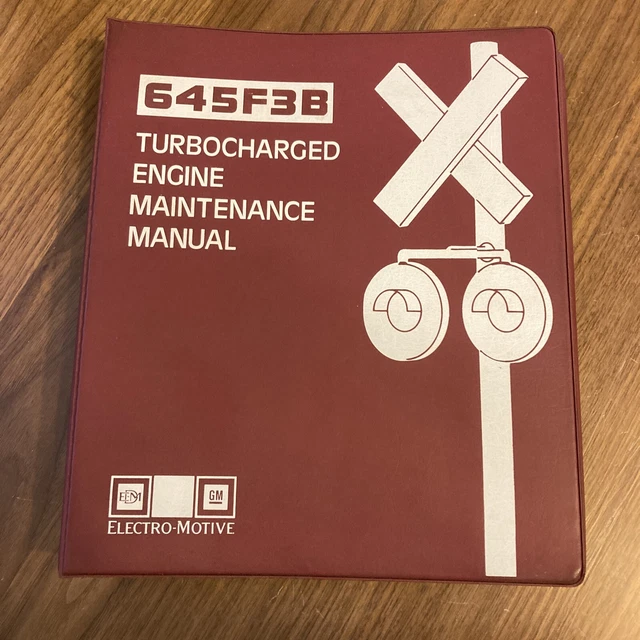 645F3B
TURBOCHARGED
ENGINE
MAINTENANCE
MANUAL
EMD GM
ELECTRO-MOTIVE